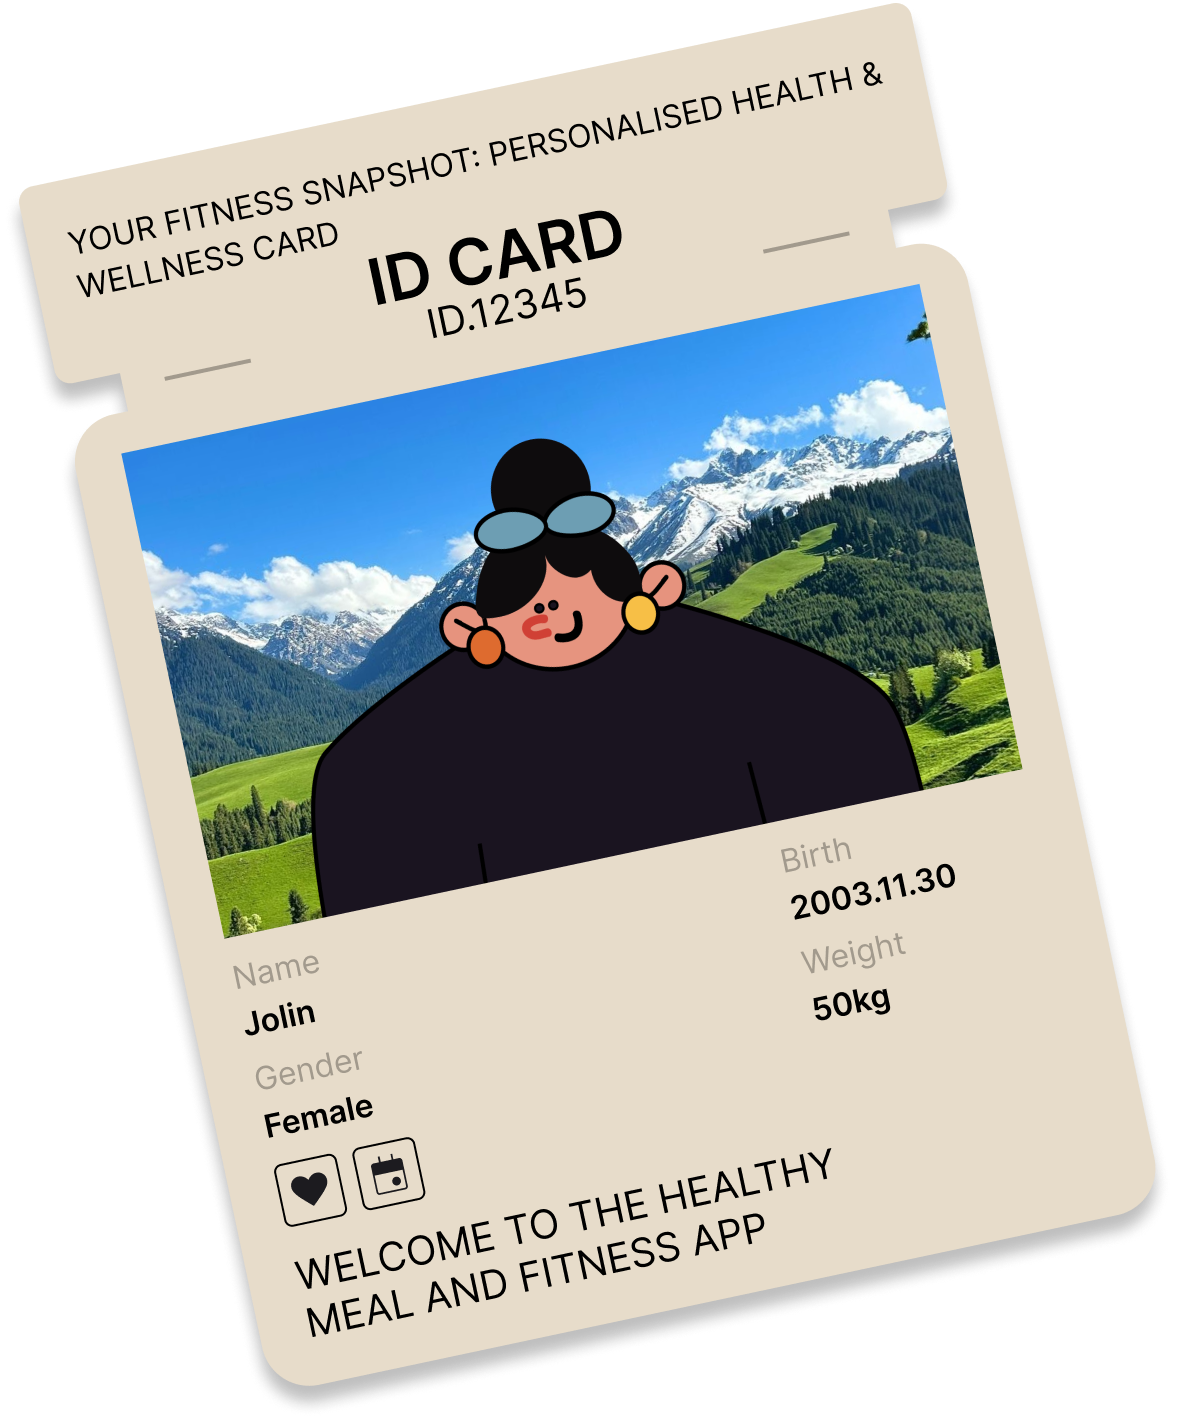 YOUR FITNESS SNAPSHOT: PERSONALISED HEALTH &
WELLNESS CARD
ID CARD
ID.12345
Name
Jolin
Gender
Female
Birth
2003.11.30
Weight
50kg
WELCOME TO THE HEALTHY
MEAL AND FITNESS APP